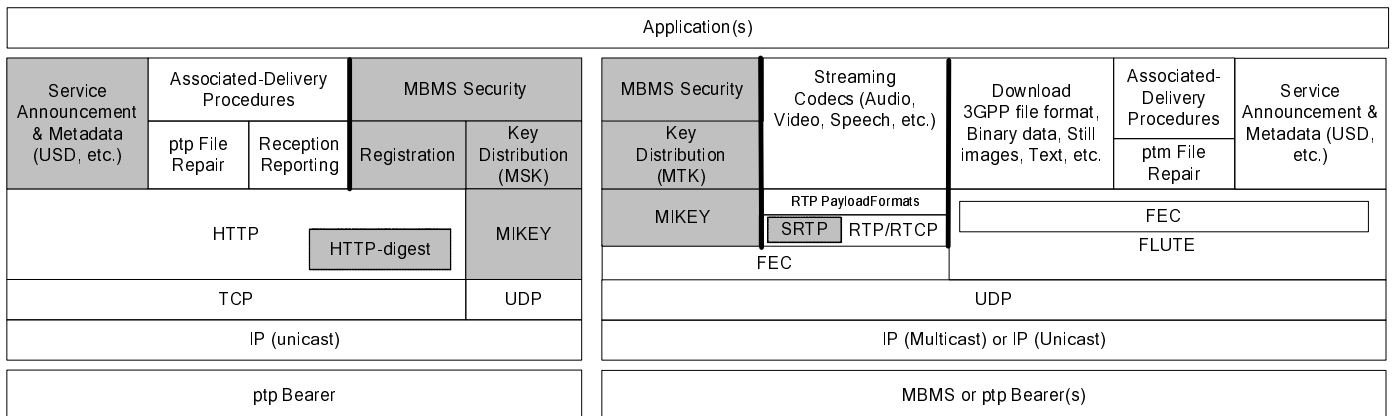 Application(s)
Service
Announcement
& Metadata
(USD, etc.)
Associated-Delivery
Procedures
ptp File
Repair
Reception
Reporting
MBMS Security
Registration
Key
Distribution
(MSK)
HTTP
HTTP-digest
MIKEY
TCP
UDP
IP (unicast)
ptp Bearer
MBMS Security
Key
Distribution
(MTK)
MIKEY
Streaming
Codecs (Audio,
Video, Speech, etc.)
RTP PayloadFormats
SRTP
RTP/RTCP
FEC
Download
3GPP file format,
Binary data, Still
images, Text, etc.
Associated-
Delivery
Procedures
ptm File
Repair
Service
Announcement &
Metadata (USD,
etc.)
FEC
FLUTE
UDP
IP (Multicast) or IP (Unicast)
MBMS or ptp Bearer(s)